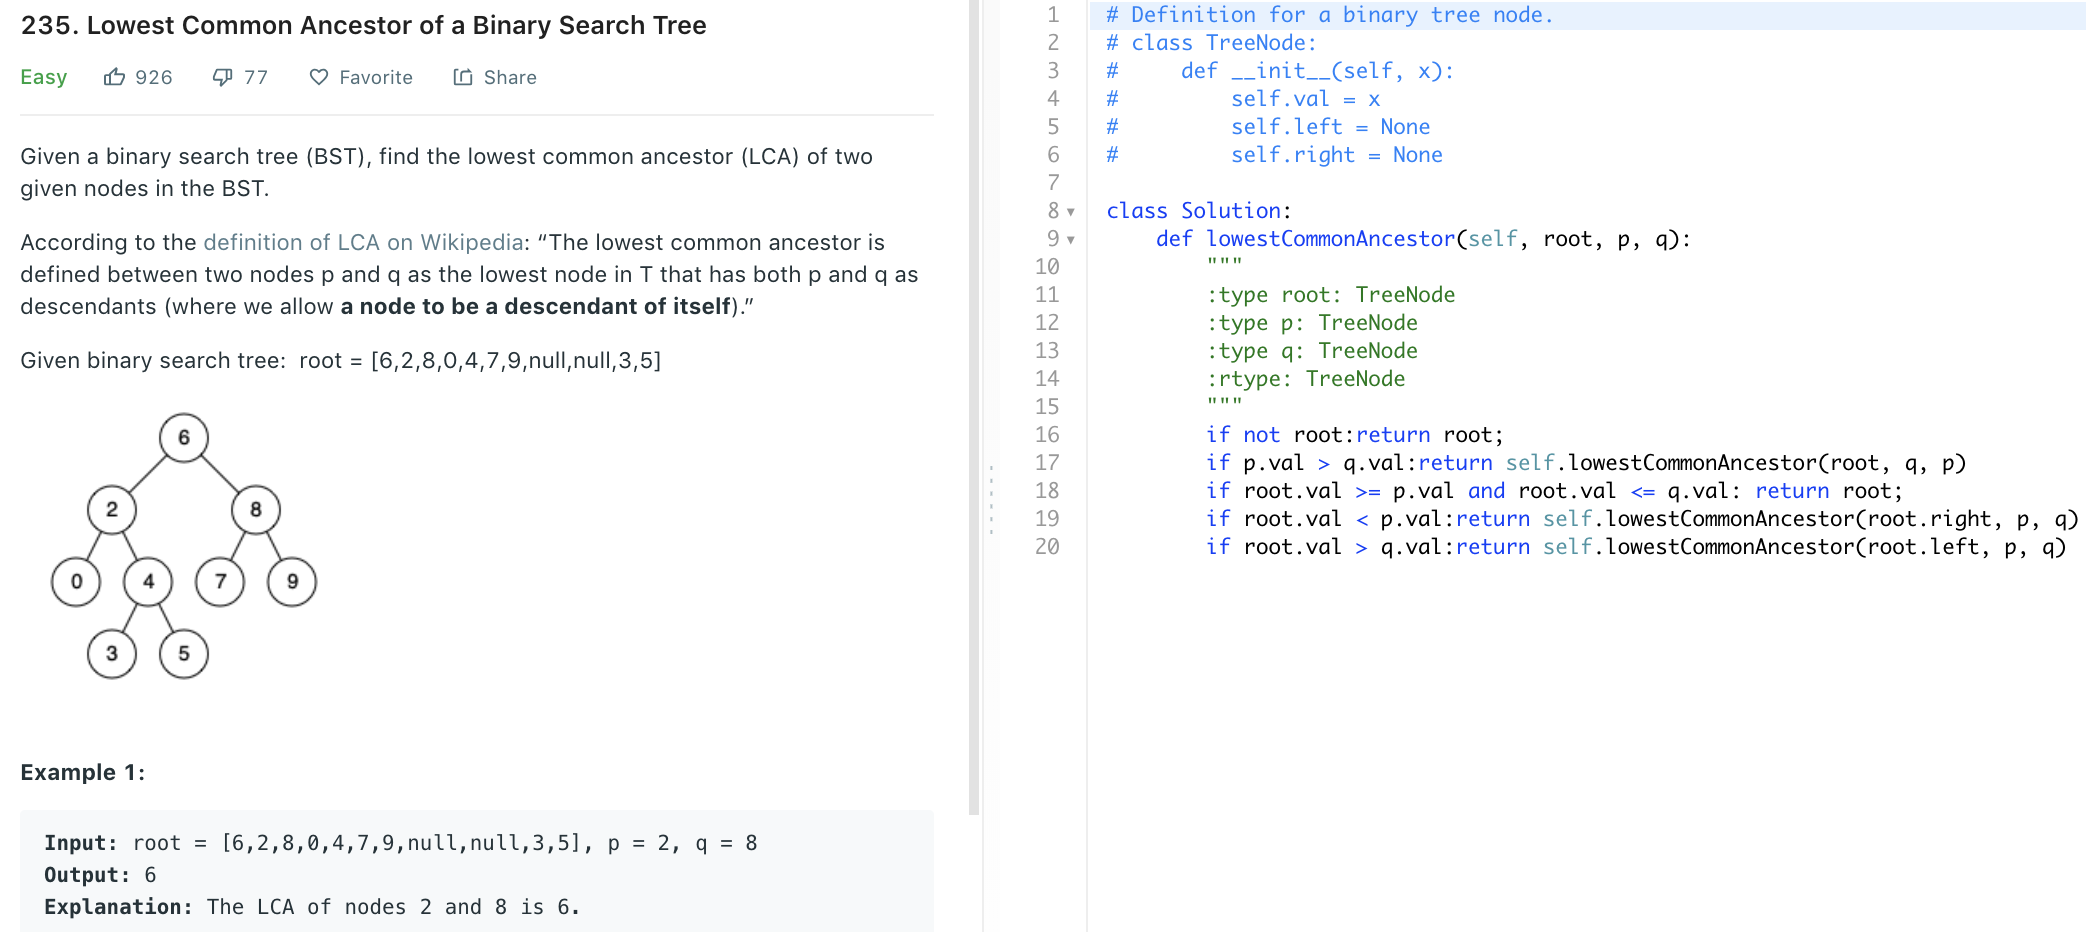 235. Lowest Common Ancestor of a Binary Search Tree
Easy 926 77 Favorite Share
Given a binary search tree (BST), find the lowest common ancestor (LCA) of two
given nodes in the BST.
According to the definition of LCA on Wikipedia: “The lowest common ancestor is
defined between two nodes p and q as the lowest node in T that has both p and q as
descendants (where we allow a node to be a descendant of itself).”
Given binary search tree:  root = [6,2,8,0,4,7,9,null,null,3,5]
6
2 8
0 4 7 9
3 5
Example 1:
Input: root = [6,2,8,0,4,7,9,null,null,3,5], p = 2, q = 8
Output: 6
Explanation: The LCA of nodes 2 and 8 is 6.
1 # Definition for a binary tree node.
2 # class TreeNode:
3 #     def __init__(self, x):
4 #         self.val = x
5 #         self.left = None
6 #         self.right = None
7
8 class Solution:
9     def lowestCommonAncestor(self, root, p, q):
10         """
11         :type root: TreeNode
12         :type p: TreeNode
13         :type q: TreeNode
14         :rtype: TreeNode
15         """
16         if not root:return root;
17         if p.val > q.val:return self.lowestCommonAncestor(root, q, p)
18         if root.val >= p.val and root.val <= q.val: return root;
19         if root.val < p.val:return self.lowestCommonAncestor(root.right, p, q)
20         if root.val > q.val:return self.lowestCommonAncestor(root.left, p, q)